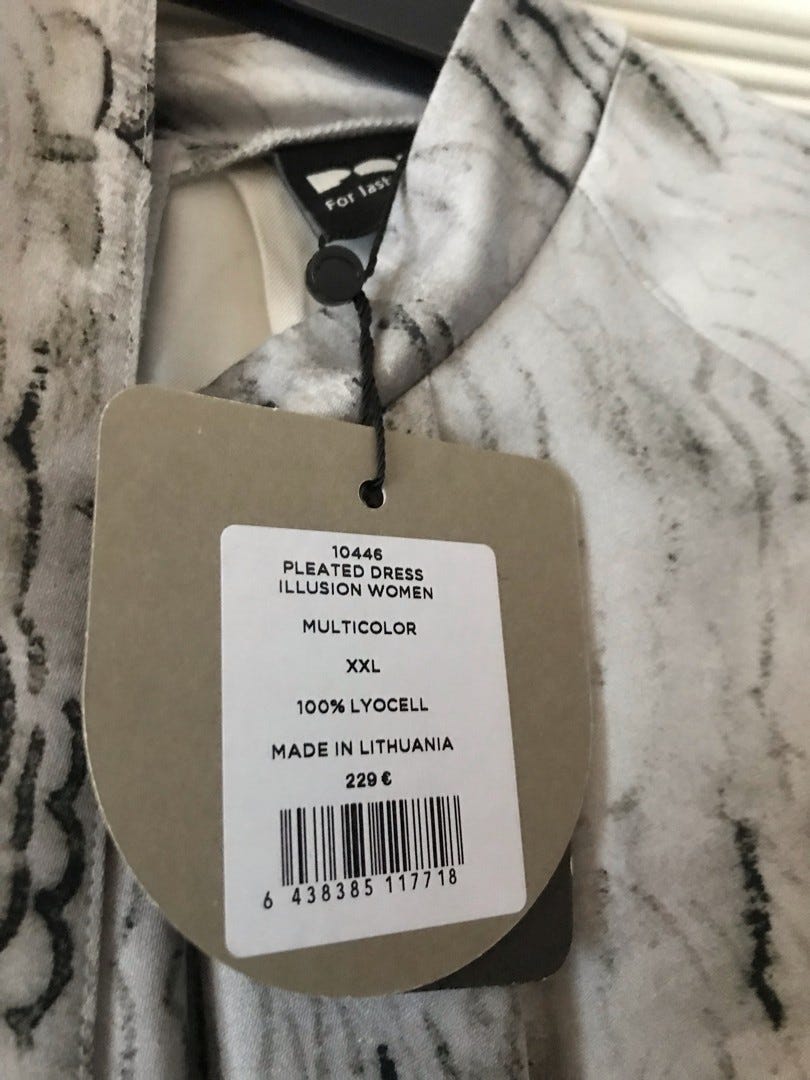 For last
10446
PLEATED DRESS
ILLUSION WOMEN
MULTICOLOR
XXL
100% LYOCELL
MADE IN LITHUANIA
229 €
6 438385 117718